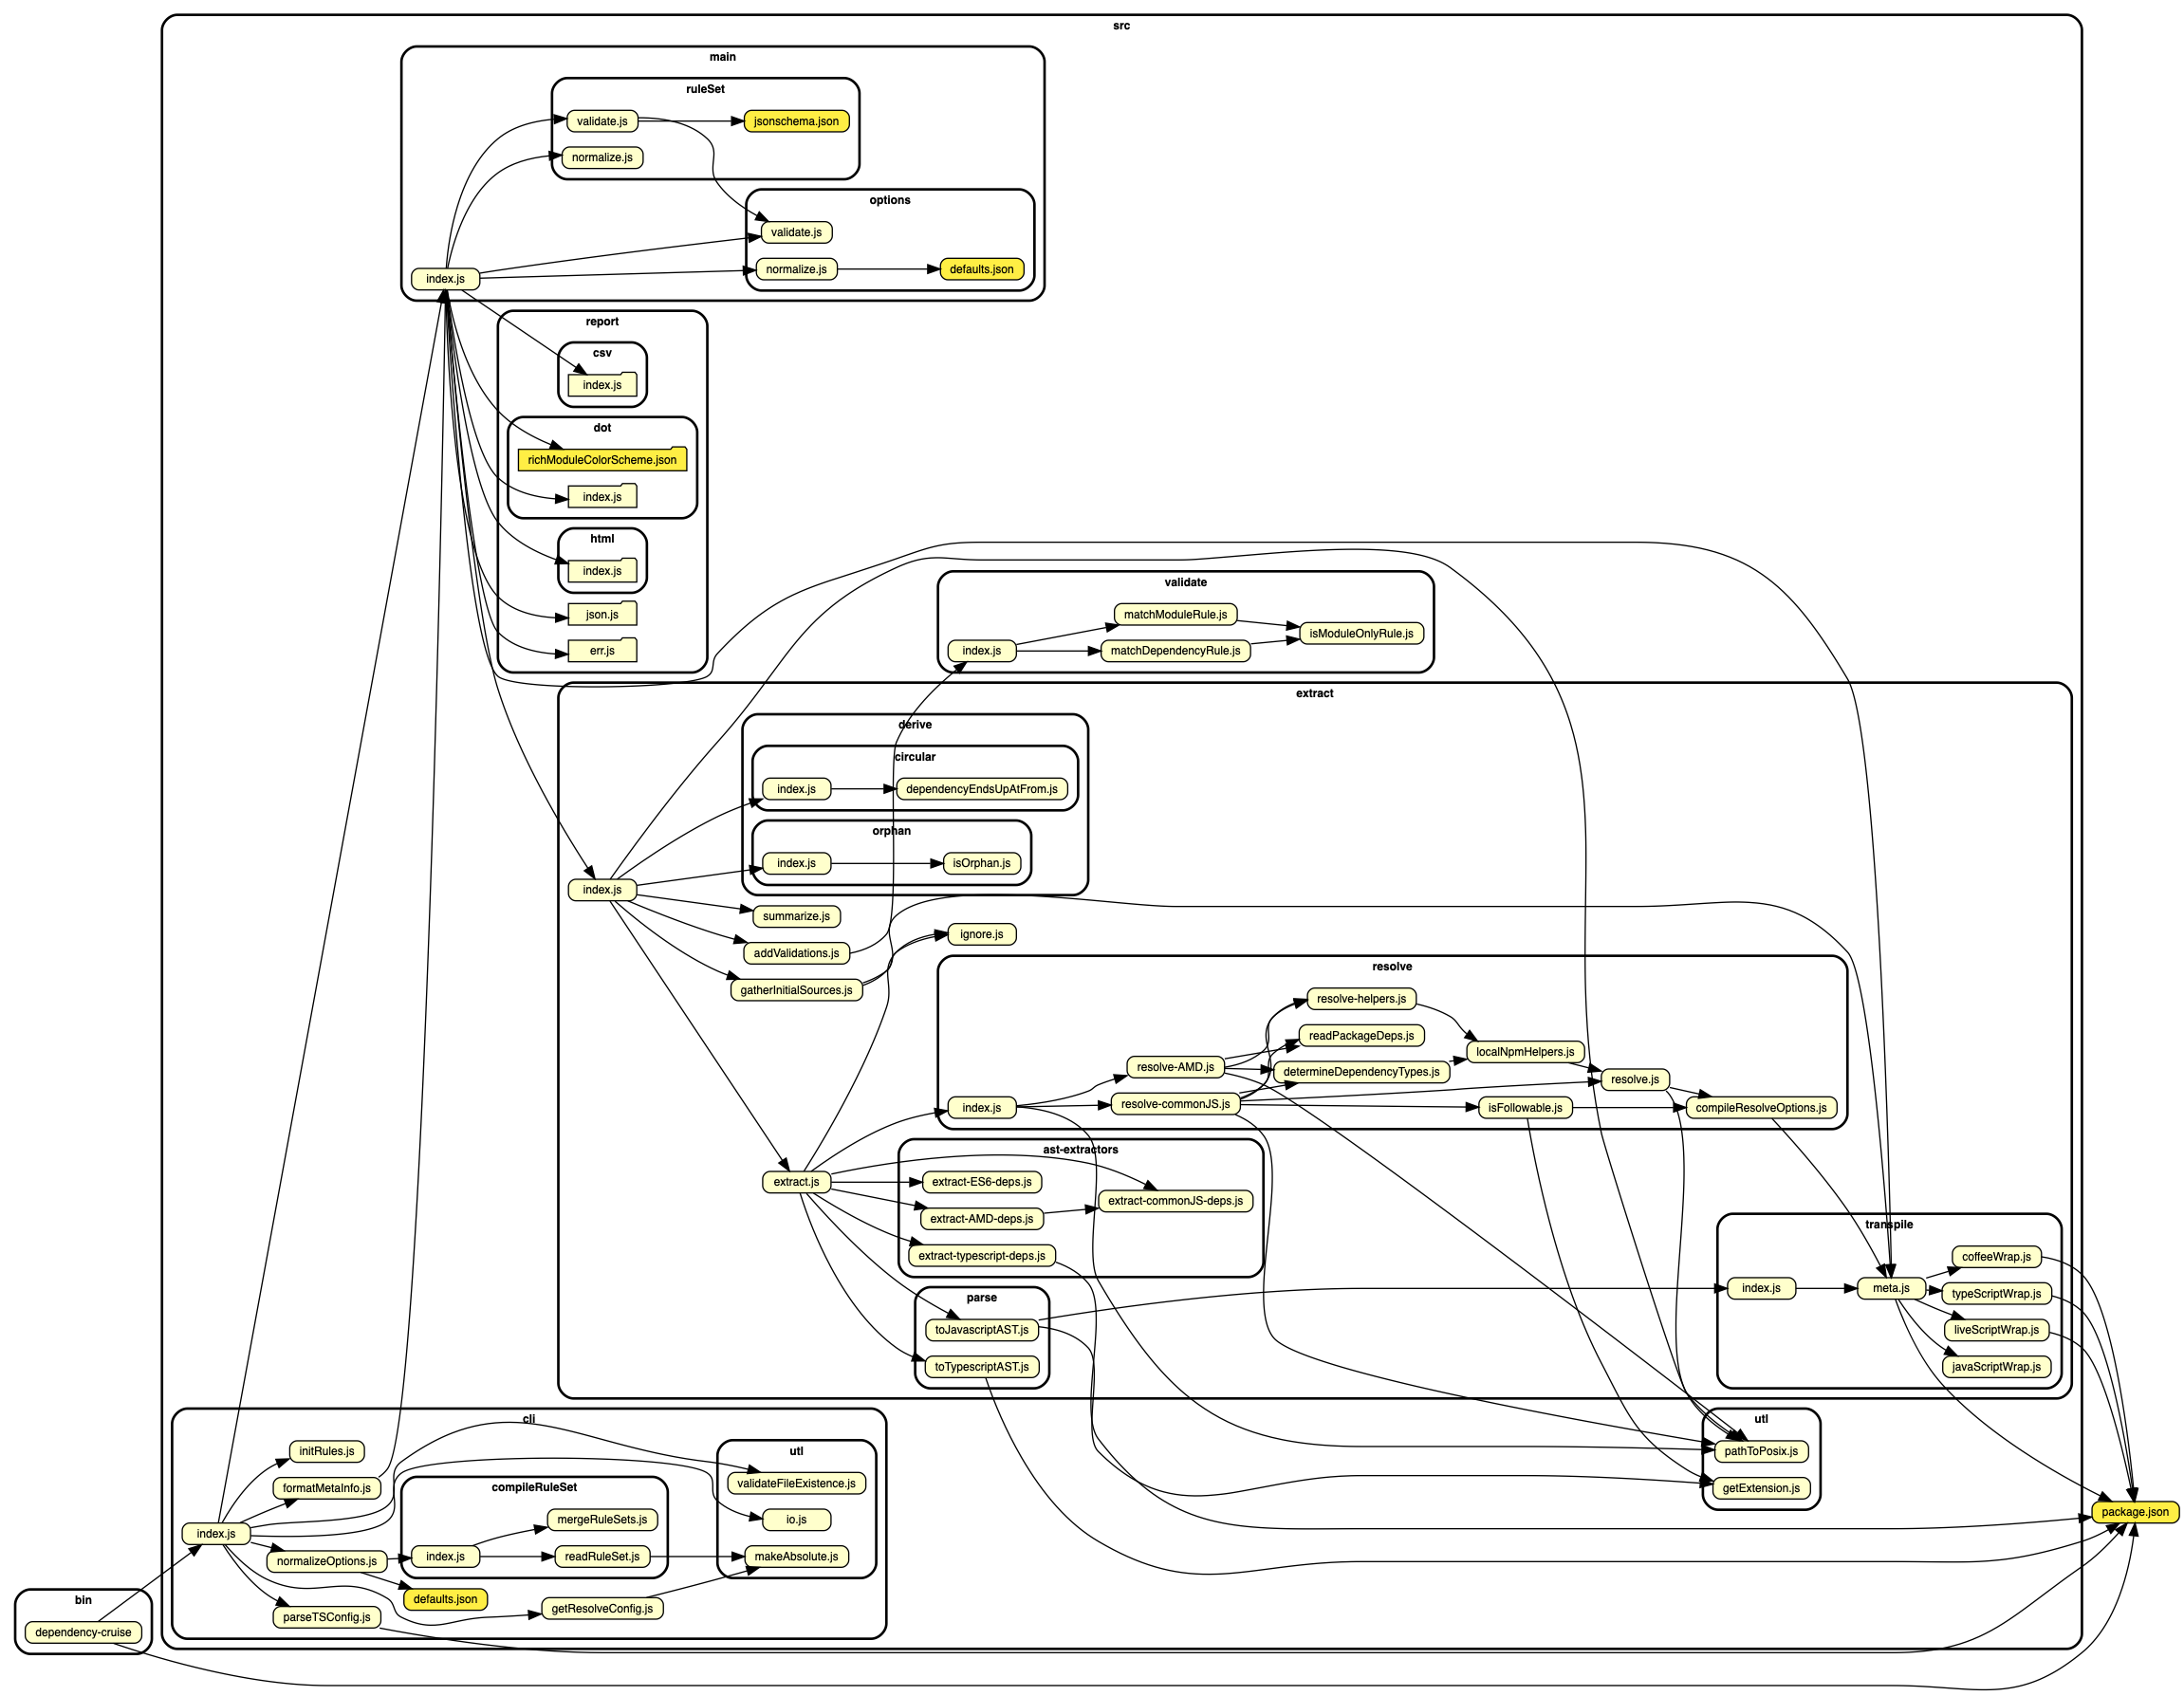 src
main
ruleSet
validate.js
jsonschema.json
normalize.js
options
validate.js
normalize.js
defaults.json
index.js
report
csv
index.js
dot
richModuleColorScheme.json
index.js
html
index.js
json.js
err.js
validate
matchModuleRule.js
isModuleOnlyRule.js
index.js
matchDependencyRule.js
extract
derive
circular
index.js
dependencyEndsUpAtFrom.js
orphan
index.js
isOrphan.js
index.js
summarize.js
addValidations.js
ignore.js
gatherInitialSources.js
resolve
resolve-helpers.js
readPackageDeps.js
localNpmHelpers.js
resolve-AMD.js
determineDependencyTypes.js
resolve.js
index.js
resolve-commonJS.js
isFollowable.js
compileResolveOptions.js
ast-extractors
extract.js
extract-ES6-deps.js
extract-commonJS-deps.js
extract-AMD-deps.js
extract-typescript-deps.js
transpile
coffeeWrap.js
index.js
meta.js
typeScriptWrap.js
liveScriptWrap.js
javaScriptWrap.js
parse
toJavascriptAST.js
toTypescriptAST.js
cli
initRules.js
formatMetaInfo.js
utl
validateFileExistence.js
io.js
makeAbsolute.js
compileRuleSet
mergeRuleSets.js
index.js
readRuleSet.js
index.js
normalizeOptions.js
defaults.json
getResolveConfig.js
parseTSConfig.js
utl
pathToPosix.js
getExtension.js
package.json
bin
dependency-cruise